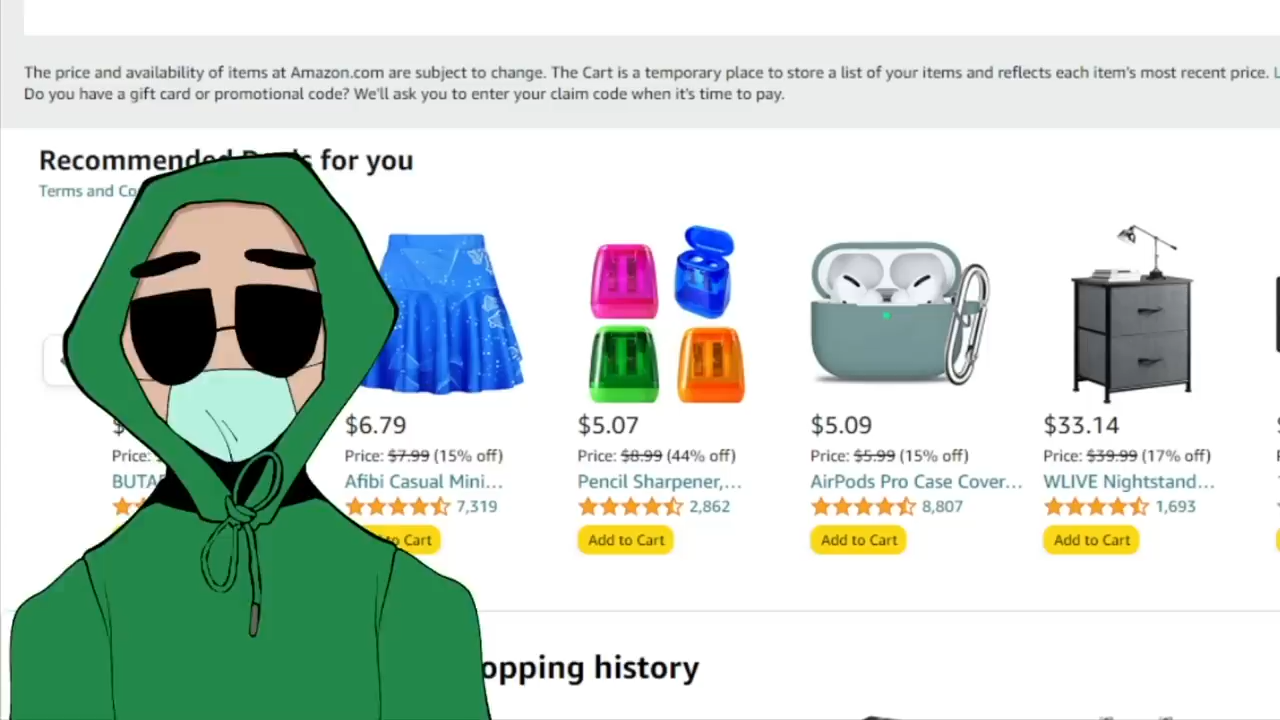 The price and availability of items at Amazon.com are subject to change. The Cart is a temporary place to store a list of your items and reflects each item's most recent price.
Do you have a gift card or promotional code? We'll ask you to enter your claim code when it's time to pay.
Recommended Deals for you
Terms and
$6.79
$5.07
$5.09
$33.14
Price:
Price: $7.99 (15% off)
Price: $8.99 (44% off)
Price: $5.99 (15% off)
Price: $39.99 (17% off)
Afibi Casual Mini...
Pencil Sharpener,...
AirPods Pro Case Cover...
WLIVE Nightstand...
7,319
2,862
8,807
1,693
to Cart
Add to Cart
Add to Cart
Add to Cart
opping history